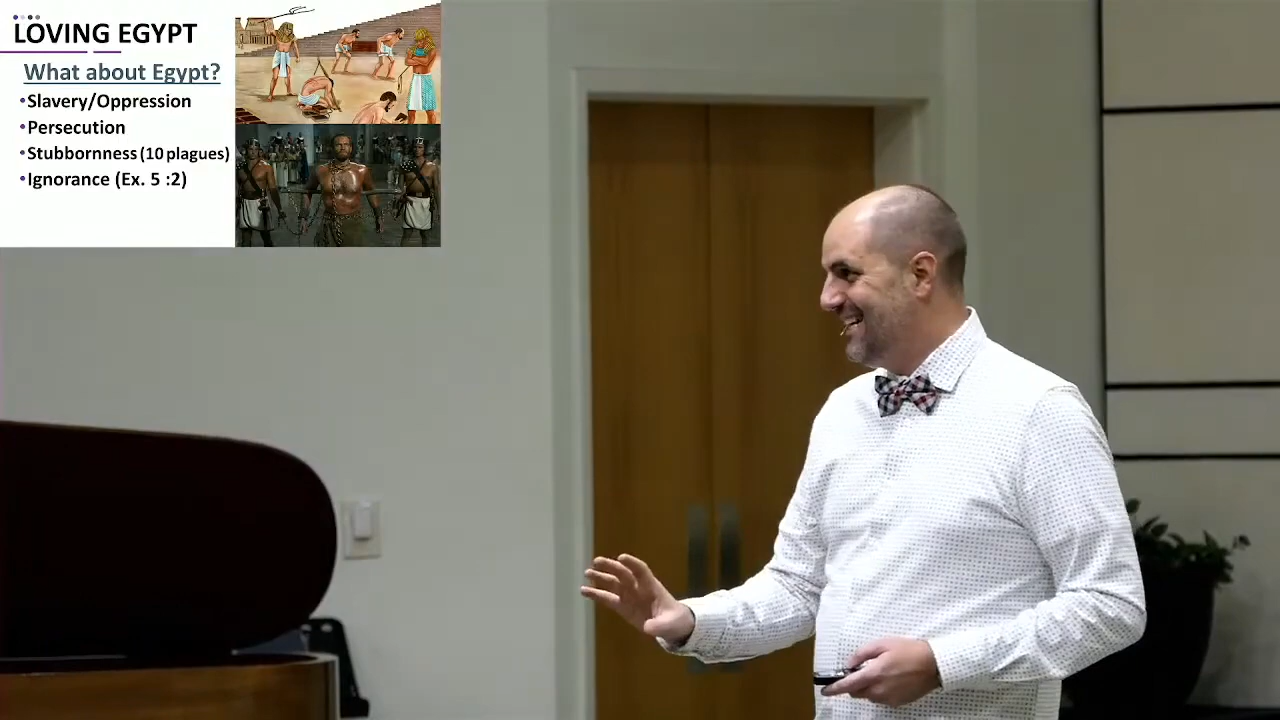 LOVING EGYPT
What about Egypt?
•Slavery/Oppression
•Persecution
•Stubbornness (10 plagues)
•Ignorance (Ex. 5 :2)